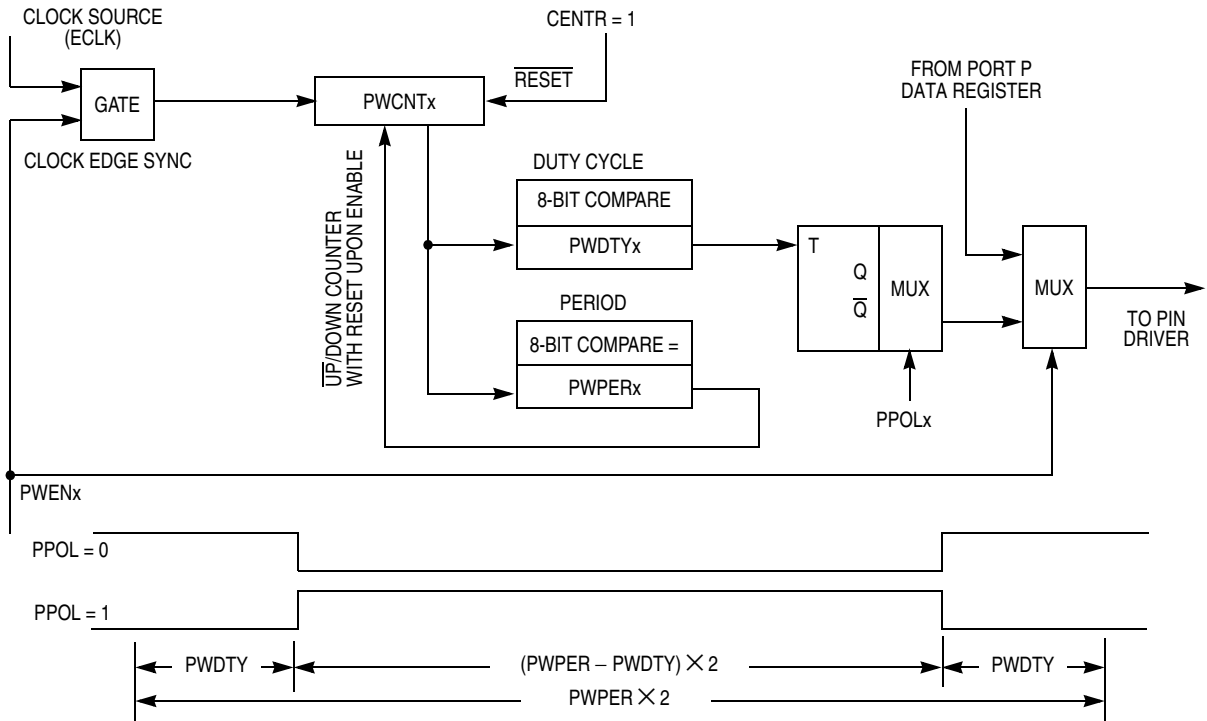 CLOCK SOURCE
(ECLK)
CENTR = 1
GATE
PWCNTx
RESET
FROM PORT P
DATA REGISTER
CLOCK EDGE SYNC
UP/DOWN COUNTER
WITH RESET UPON ENABLE
DUTY CYCLE
8-BIT COMPARE
PWDTYx
T
Q
Q
MUX
MUX
PERIOD
8-BIT COMPARE =
PWPERx
TO PIN
DRIVER
PPOLx
PWENx
PPOL = 0
PPOL = 1
PWDTY
(PWPER – PWDTY) × 2
PWDTY
PWPER × 2